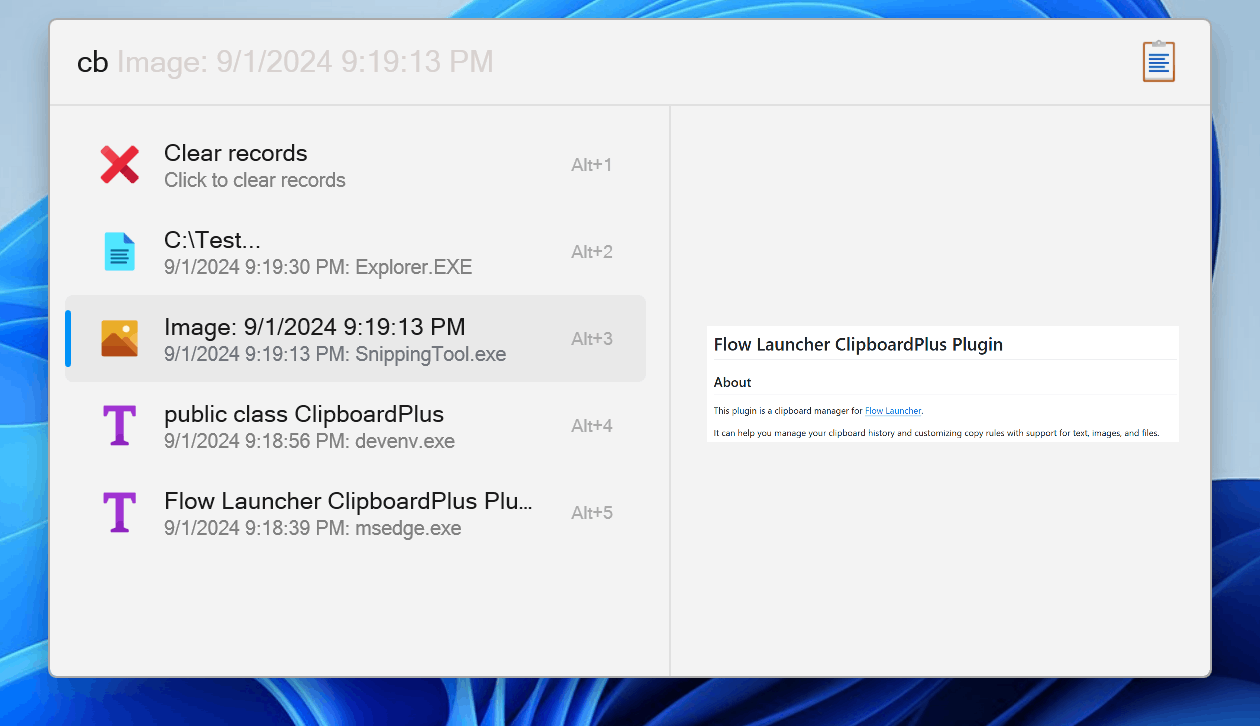 cb Image: 9/1/2024 9:19:13 PM
Clear records
Click to clear records
Alt+1
C:\Test...
9/1/2024 9:19:30 PM: Explorer.EXE
Alt+2
Image: 9/1/2024 9:19:13 PM
9/1/2024 9:19:13 PM: SnippingTool.exe
Alt+3
public class ClipboardPlus
9/1/2024 9:18:56 PM: devenv.exe
Alt+4
Flow Launcher ClipboardPlus Plu...
9/1/2024 9:18:39 PM: msedge.exe
Alt+5
Flow Launcher ClipboardPlus Plugin
About
This plugin is a clipboard manager for Flow Launcher.
It can help you manage your clipboard history and customizing copy rules with support for text, images, and files.